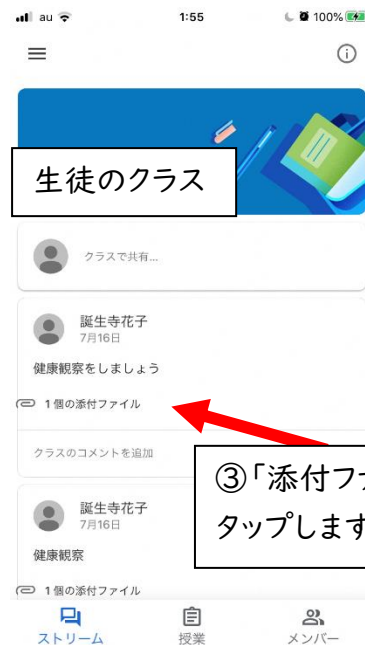 au 1:55 100%
生徒のクラス
クラスで共有...
誕生寺花子
7月16日
健康観察をしましょう
1 個の添付ファイル
クラスのコメントを追加
③「添付フ
タップします
誕生寺花子
7月16日
健康観察
1 個の添付ファイル
ストリーム 授業 メンバー